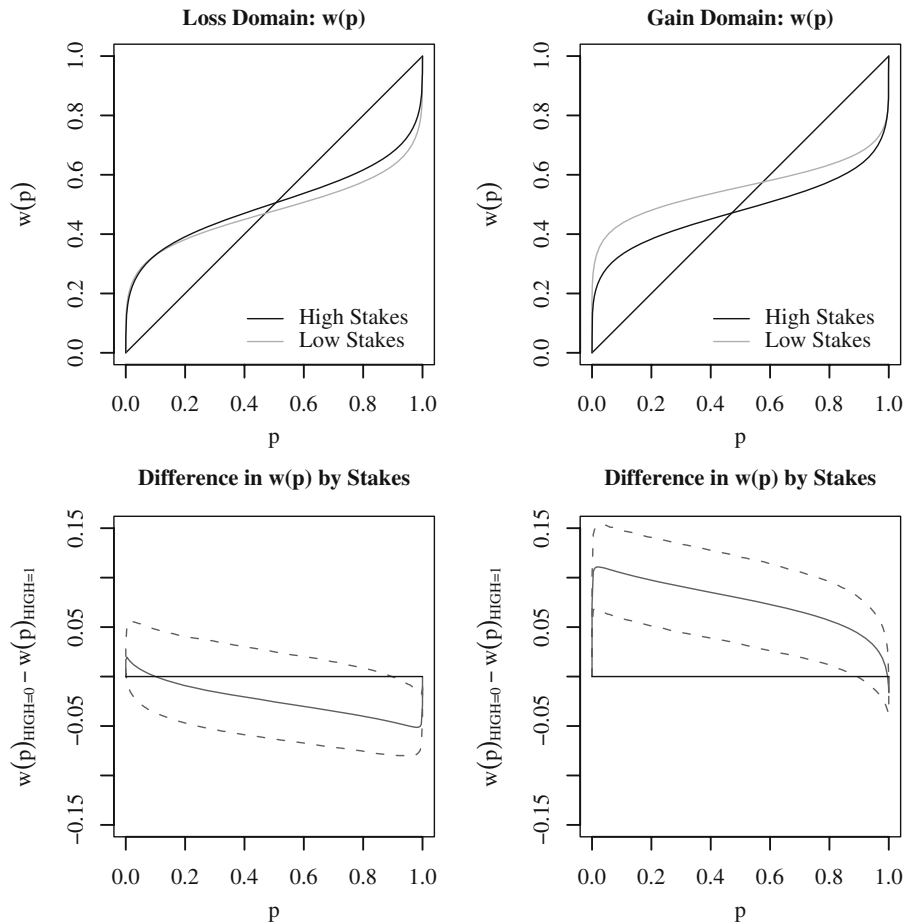 Loss Domain: w(p)
w(p)
1.0
0.8
0.6
0.4
0.2
0.0
High Stakes
Low Stakes
0.0 0.2 0.4 0.6 0.8 1.0
p
Gain Domain: w(p)
w(p)
1.0
0.8
0.6
0.4
0.2
0.0
High Stakes
Low Stakes
0.0 0.2 0.4 0.6 0.8 1.0
p
Difference in w(p) by Stakes
w(p)HIGH=0 − w(p)HIGH=1
0.15
0.05
−0.05
−0.15
0.0 0.2 0.4 0.6 0.8 1.0
p
Difference in w(p) by Stakes
w(p)HIGH=0 − w(p)HIGH=1
0.15
0.05
−0.05
−0.15
0.0 0.2 0.4 0.6 0.8 1.0
p